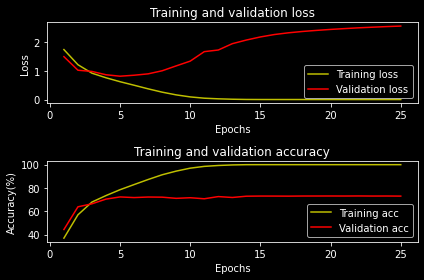 Training and validation loss
2
1
0
Loss
Training loss
Validation loss
0 5 10 15 20 25
Epochs
Training and validation accuracy
100
80
60
40
Accuracy(%)
Training acc
Validation acc
0 5 10 15 20 25
Epochs